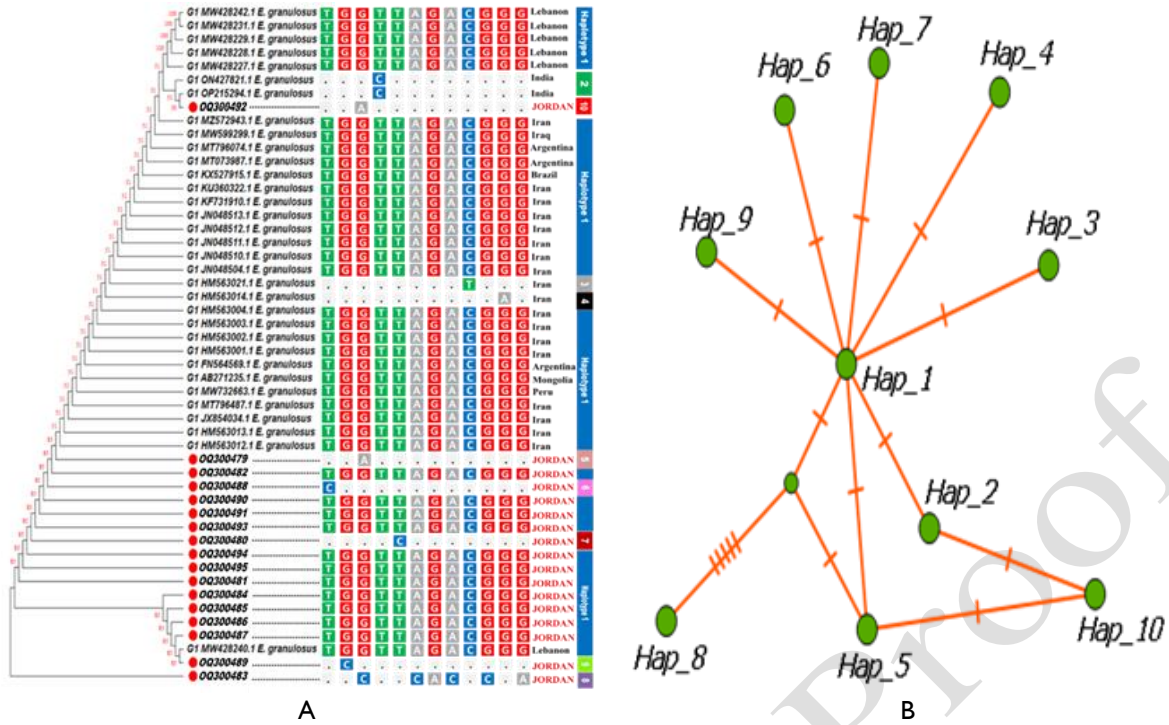 G1 MW428242.1 E. granulosus T G G T T A G A C G G G Lebanon
G1 MW428231.1 E. granulosus T G G T T A G A C G G G Lebanon
G1 MW428229.1 E. granulosus T G G T T A G A C G G G Lebanon
G1 MW428228.1 E. granulosus T G G T T A G A C G G G Lebanon
G1 MW428227.1 E. granulosus T G G T T A G A C G G G Lebanon
Haplotype 1
G1 ON427821.1 E. granulosus . . . C . . . . . . . . India
G1 OP215294.1 E. granulosus . . . C . . . . . . . . India
2
OQ300492 . . A . . . . . . . . . JORDAN
10
G1 MZ572943.1 E. granulosus T G G T T A G A C G G G Iran
G1 MW599299.1 E. granulosus T G G T T A G A C G G G Iraq
G1 MT796074.1 E. granulosus T G G T T A G A C G G G Argentina
G1 MT073987.1 E. granulosus T G G T T A G A C G G G Argentina
G1 KX527915.1 E. granulosus T G G T T A G A C G G G Brazil
G1 KU360322.1 E. granulosus T G G T T A G A C G G G Iran
G1 KF731910.1 E. granulosus T G G T T A G A C G G G Iran
G1 JN048513.1 E. granulosus T G G T T A G A C G G G Iran
G1 JN048512.1 E. granulosus T G G T T A G A C G G G Iran
G1 JN048511.1 E. granulosus T G G T T A G A C G G G Iran
G1 JN048510.1 E. granulosus T G G T T A G A C G G G Iran
G1 JN048504.1 E. granulosus T G G T T A G A C G G G Iran
Haplotype 1
G1 HM563021.1 E. granulosus . . . . . . . . T . . . Iran
3
G1 HM563014.1 E. granulosus . . . . . . . . . . A . Iran
4
G1 HM563004.1 E. granulosus T G G T T A G A C G G G Iran
G1 HM563003.1 E. granulosus T G G T T A G A C G G G Iran
G1 HM563002.1 E. granulosus T G G T T A G A C G G G Iran
G1 HM563001.1 E. granulosus T G G T T A G A C G G G Iran
G1 FN564569.1 E. granulosus T G G T T A G A C G G G Argentina
G1 AB271235.1 E. granulosus T G G T T A G A C G G G Mongolia
G1 MW732663.1 E. granulosus T G G T T A G A C G G G Peru
G1 MT796487.1 E. granulosus T G G T T A G A C G G G Iran
G1 JX854034.1 E. granulosus T G G T T A G A C G G G Iran
G1 HM563013.1 E. granulosus T G G T T A G A C G G G Iran
G1 HM563012.1 E. granulosus T G G T T A G A C G G G Iran
Haplotype 1
OQ300479 . . A . . . . . . . . . JORDAN
5
OQ300482 T G G T T A G A C G G G JORDAN
OQ300488 C . . . . . . . . . . . JORDAN
6
OQ300490 T G G T T A G A C G G G JORDAN
OQ300491 T G G T T A G A C G G G JORDAN
OQ300493 T G G T T A G A C G G G JORDAN
OQ300480 . . . . C . . . . . . . JORDAN
7
OQ300494 T G G T T A G A C G G G JORDAN
OQ300495 T G G T T A G A C G G G JORDAN
OQ300481 T G G T T A G A C G G G JORDAN
OQ300484 T G G T T A G A C G G G JORDAN
OQ300485 T G G T T A G A C G G G JORDAN
OQ300486 T G G T T A G A C G G G JORDAN
OQ300487 T G G T T A G A C G G G JORDAN
G1 MW428240.1 E. granulosus T G G T T A G A C G G G Lebanon
Haplotype 1
OQ300489 . C . . . . . . . . . . JORDAN
OQ300483 . . C . . C A C . C . A JORDAN
8
A
Hap_7
Hap_4
Hap_6
Hap_9
Hap_3
Hap_1
Hap_2
Hap_8
Hap_5
Hap_10
B
Proof